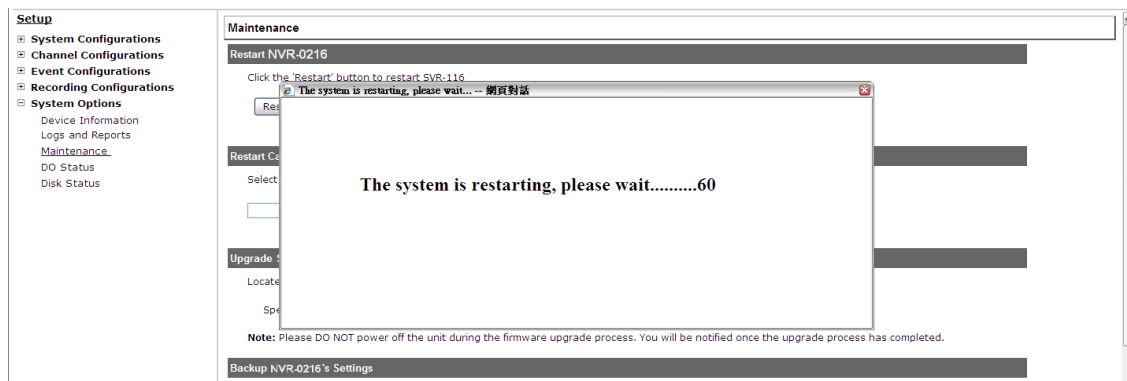 Setup
System Configurations
Channel Configurations
Event Configurations
Recording Configurations
System Options
Device Information
Logs and Reports
Maintenance
DO Status
Disk Status
Maintenance
Restart NVR-0216
Click the 'Restart' button to restart SVR-116
The system is restarting, please wait... -- 網頁對話
The system is restarting, please wait..........60
Select
Locate
Note: Please DO NOT power off the unit during the firmware upgrade process. You will be notified once the upgrade process has completed.
Backup NVR-0216's Settings